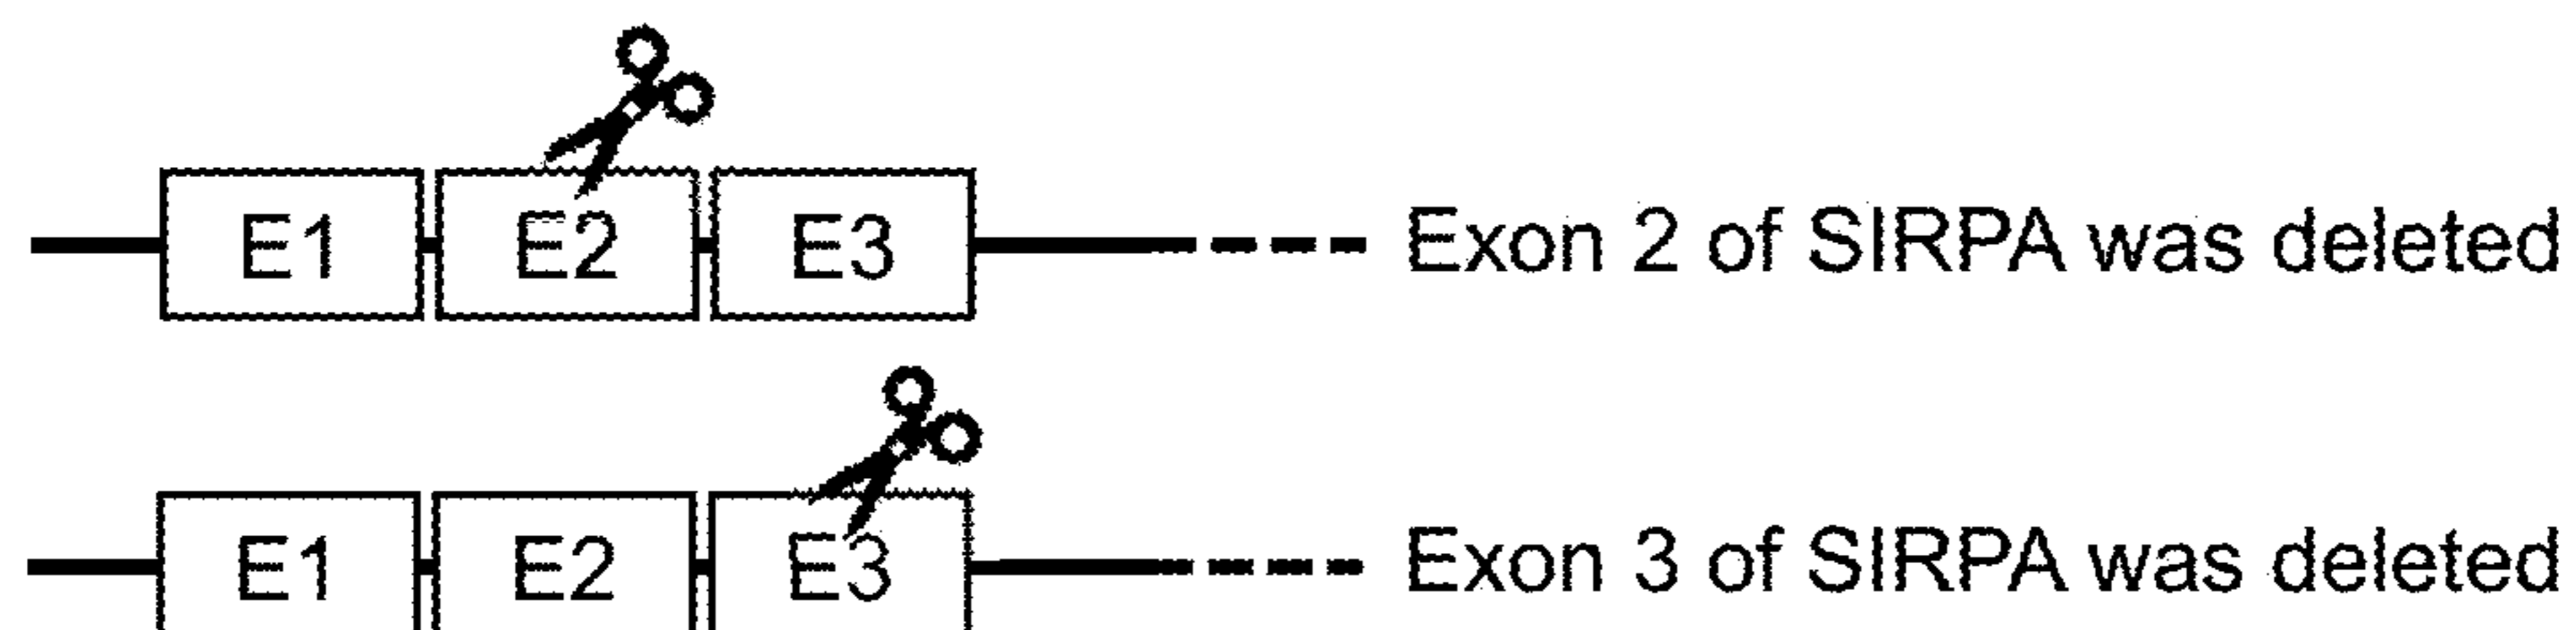 E1 E2 E3 Exon 2 of SIRPA was deleted
E1 E2 E3 Exon 3 of SIRPA was deleted